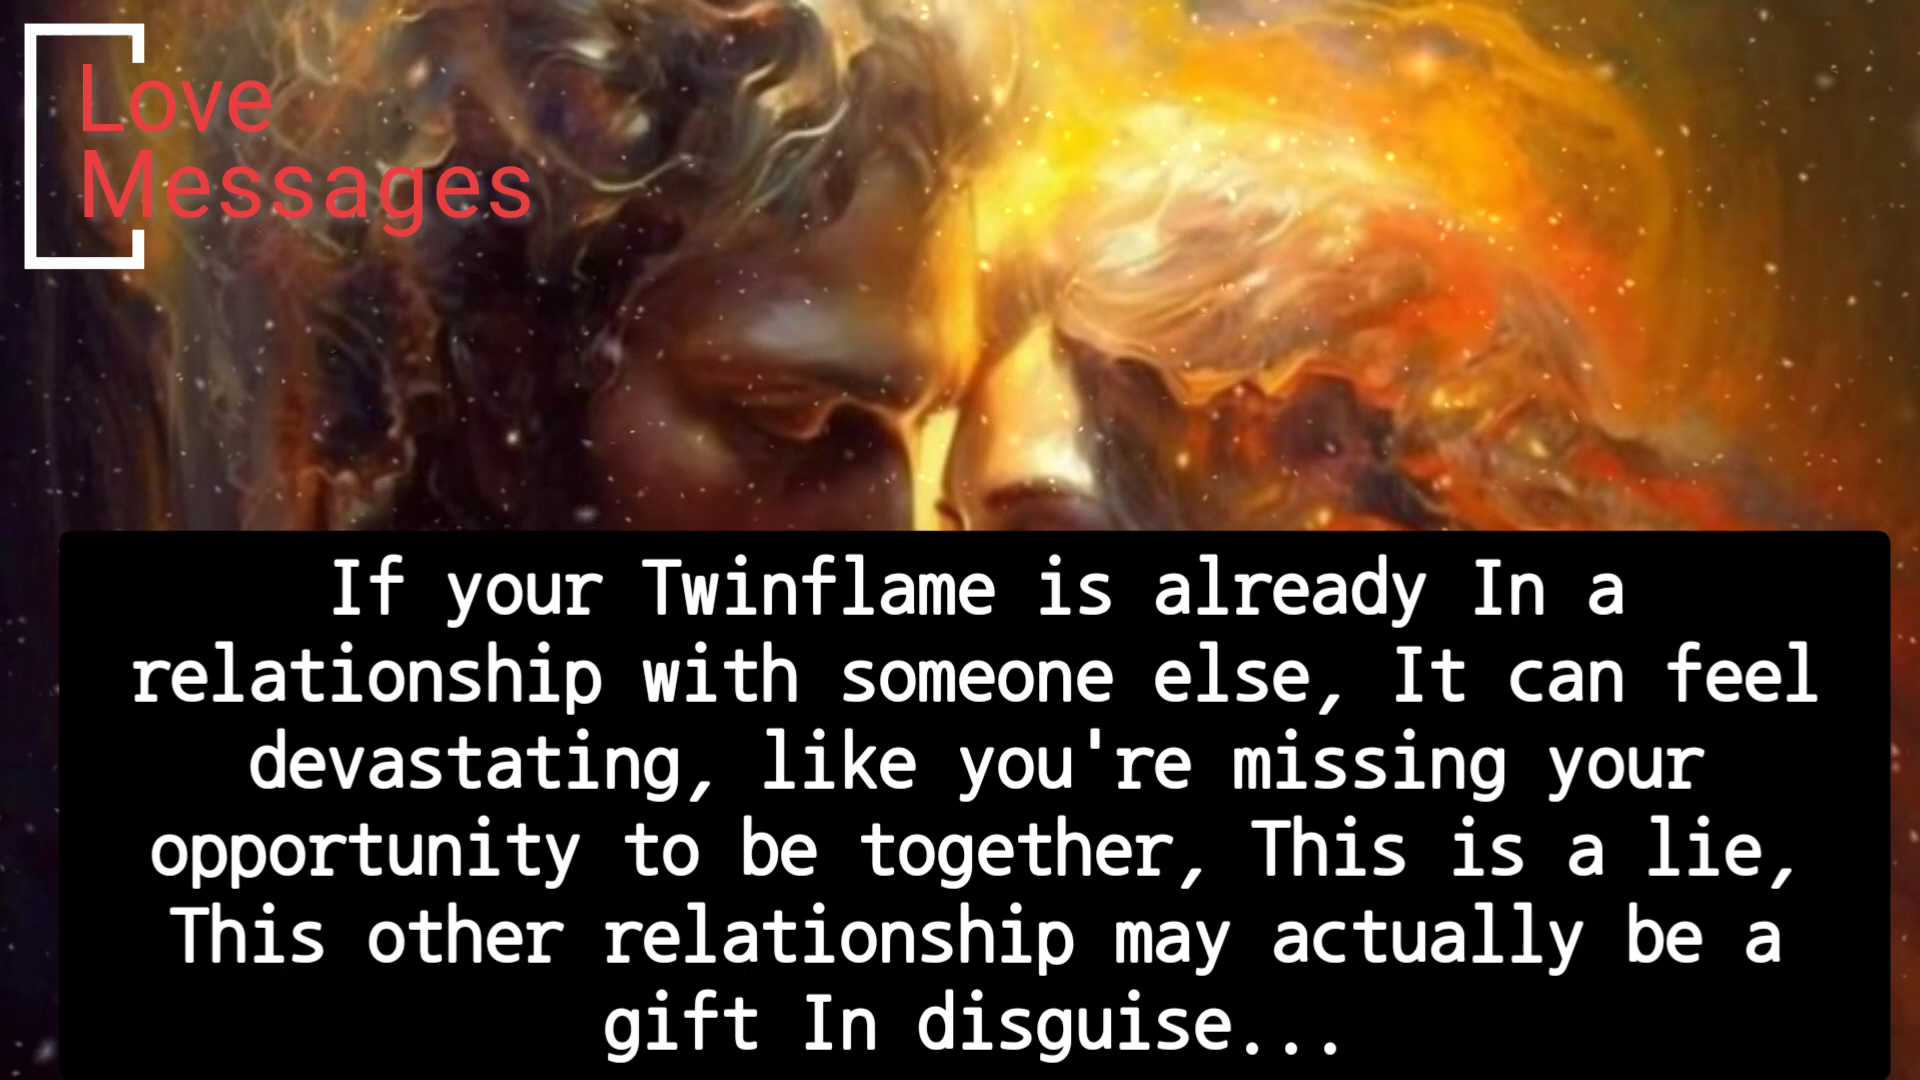 Love
Messages
If your Twinflame is already In a
relationship with someone else, It can feel
devastating, like you're missing your
opportunity to be together, This is a lie,
This other relationship may actually be a
gift In disguise...